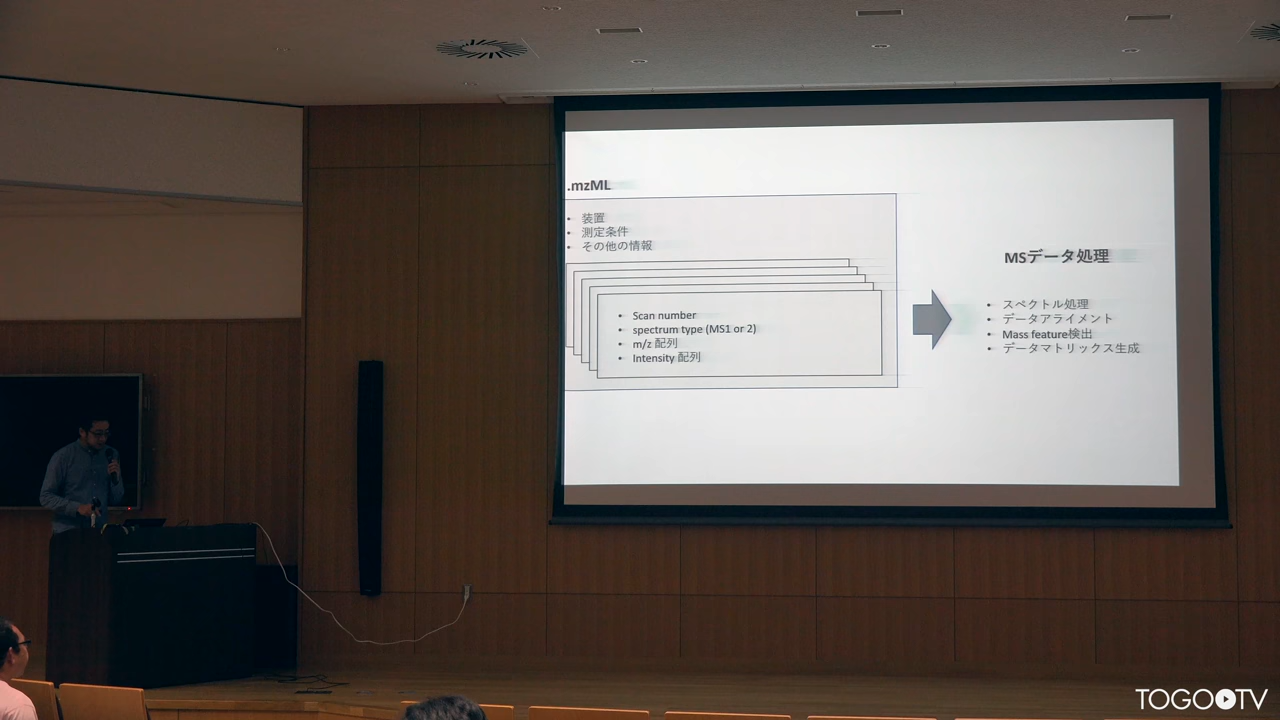 .mzML
• 装置
• 測定条件
• その他の情報
• Scan number
• spectrum type (MS1 or 2)
• m/z 配列
• Intensity 配列
MSデータ処理
• スペクトル処理
• データアライメント
• Mass feature検出
• データマトリックス生成
TOGOTV